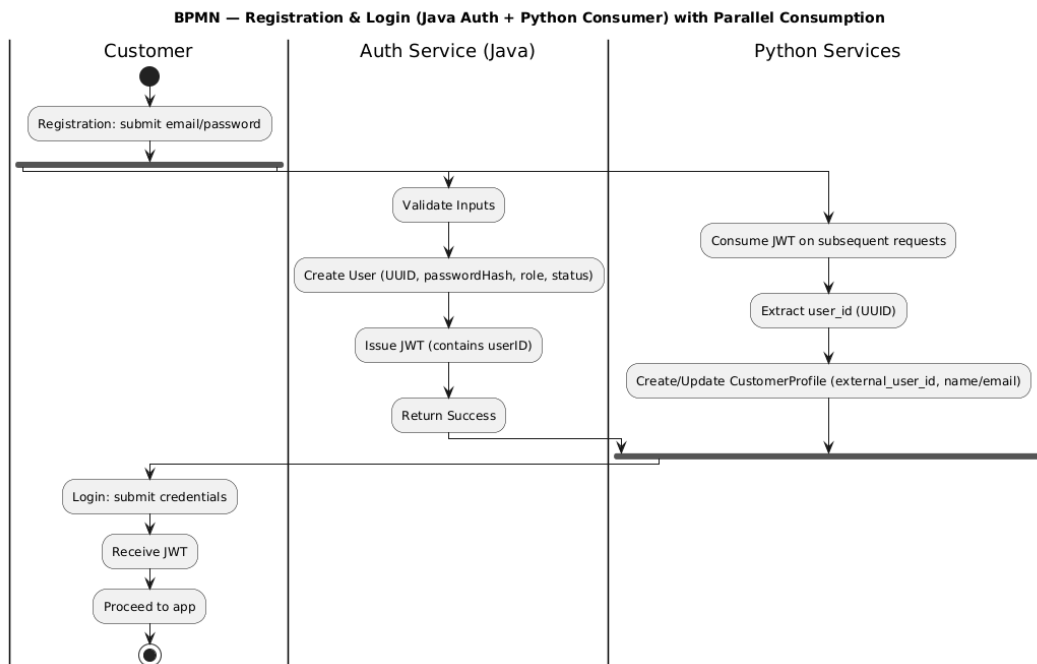 BPMN — Registration & Login (Java Auth + Python Consumer) with Parallel Consumption
Customer
Auth Service (Java)
Python Services
Registration: submit email/password
Validate Inputs
Create User (UUID, passwordHash, role, status)
Issue JWT (contains userID)
Return Success
Consume JWT on subsequent requests
Extract user_id (UUID)
Create/Update CustomerProfile (external_user_id, name/email)
Login: submit credentials
Receive JWT
Proceed to app